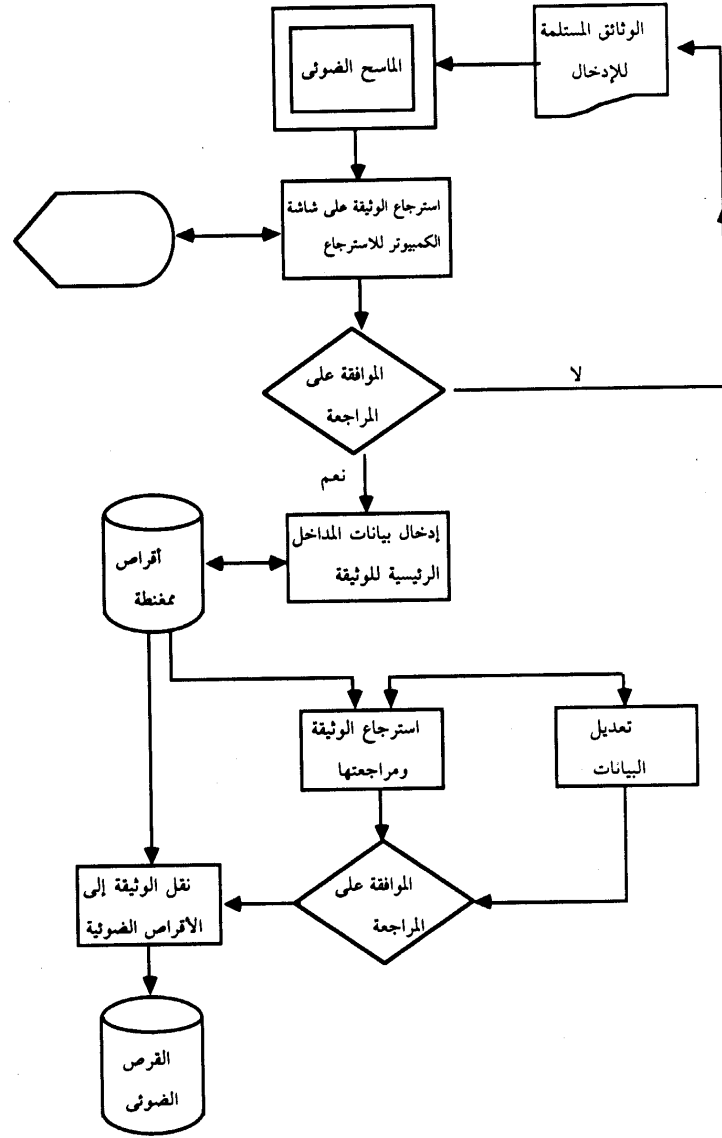 الوثائق المستلمة
للإدخال
الماسح الضوئى
استرجاع الوثيقة على شاشة
الكمبيوتر للاسترجاع
الموافقة على
المراجعة
لا
نعم
إدخال بيانات المداخل
الرئيسية للوثيقة
أقراص
ممغنطة
استرجاع الوثيقة
ومراجعتها
تعديل
البيانات
الموافقة على
المراجعة
نقل الوثيقة إلى
الأقراص الضوئية
القرص
الضوئى